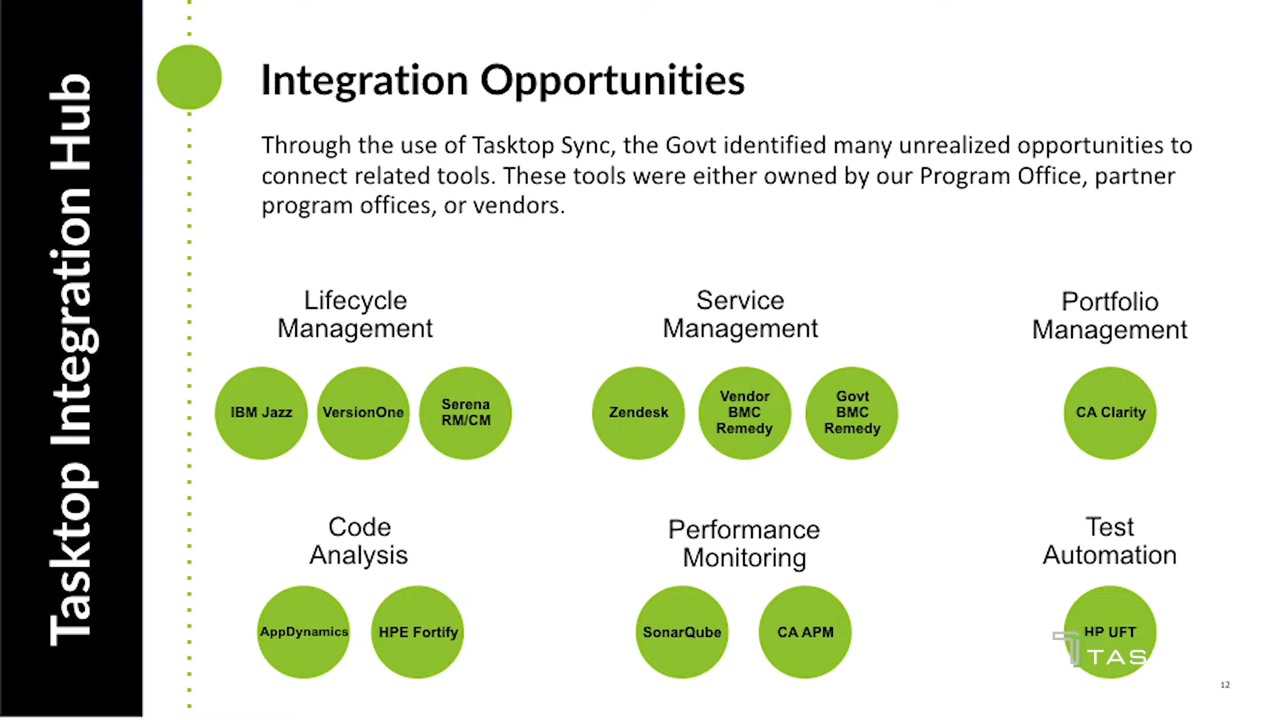 Tasktop Integration Hub
Integration Opportunities
Through the use of Tasktop Sync, the Govt identified many unrealized opportunities to
connect related tools. These tools were either owned by our Program Office, partner
program offices, or vendors.
Lifecycle
Management
IBM Jazz
VersionOne
Serena
RM/CM
Service
Management
Zendesk
Vendor
BMC
Remedy
Govt
BMC
Remedy
Portfolio
Management
CA Clarity
Code
Analysis
AppDynamics
HPE Fortify
Performance
Monitoring
SonarQube
CA APM
Test
Automation
HP UFT
TAS
12